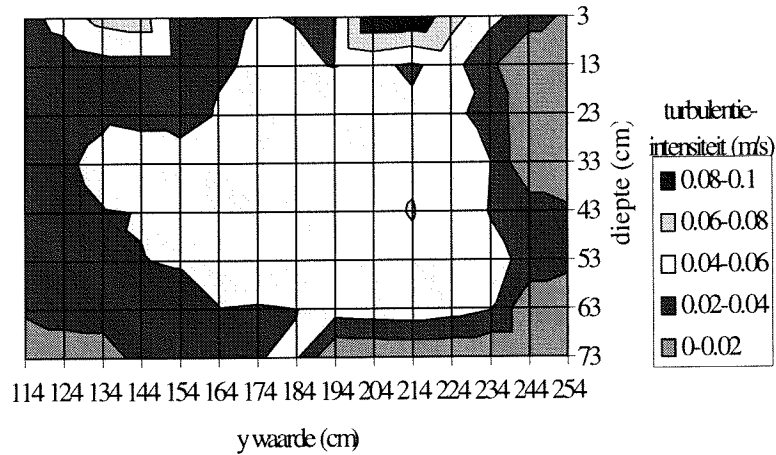 3
13
23
33
43
53
63
73
diepte (cm)
turbulentie-
intensiteit (m/s)
0.08-0.1
0.06-0.08
0.04-0.06
0.02-0.04
0-0.02
114 124 134 144 154 164 174 184 194 204 214 224 234 244 254
y waarde (cm)